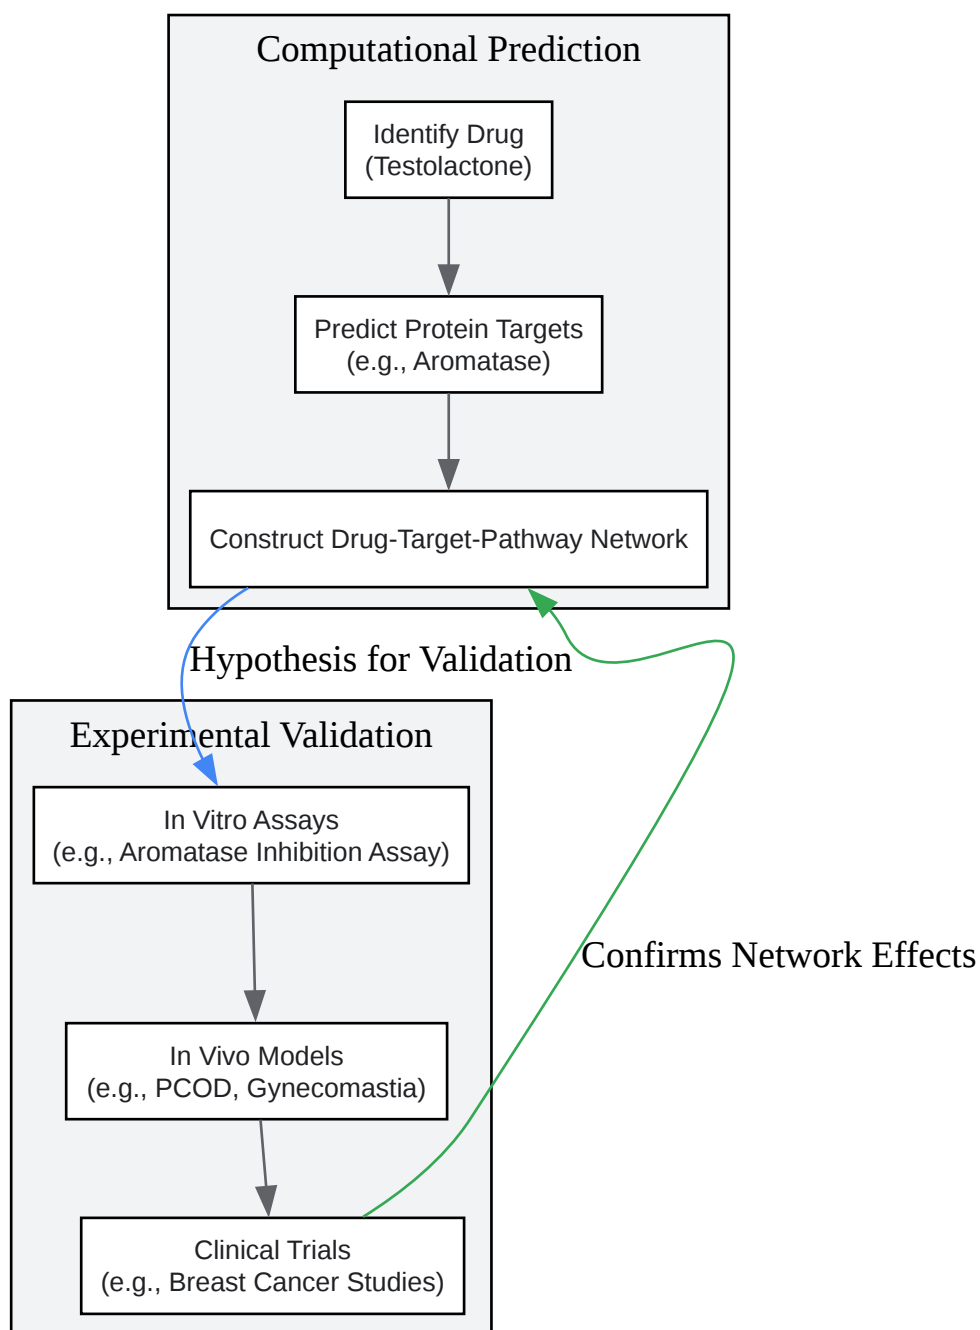 Computational Prediction
Identify Drug
(Testolactone)
Predict Protein Targets
(e.g., Aromatase)
Construct Drug-Target-Pathway Network
Hypothesis for Validation
Experimental Validation
In Vitro Assays
(e.g., Aromatase Inhibition Assay)
Confirms Network Effects
In Vivo Models
(e.g., PCOD, Gynecomastia)
Clinical Trials
(e.g., Breast Cancer Studies)